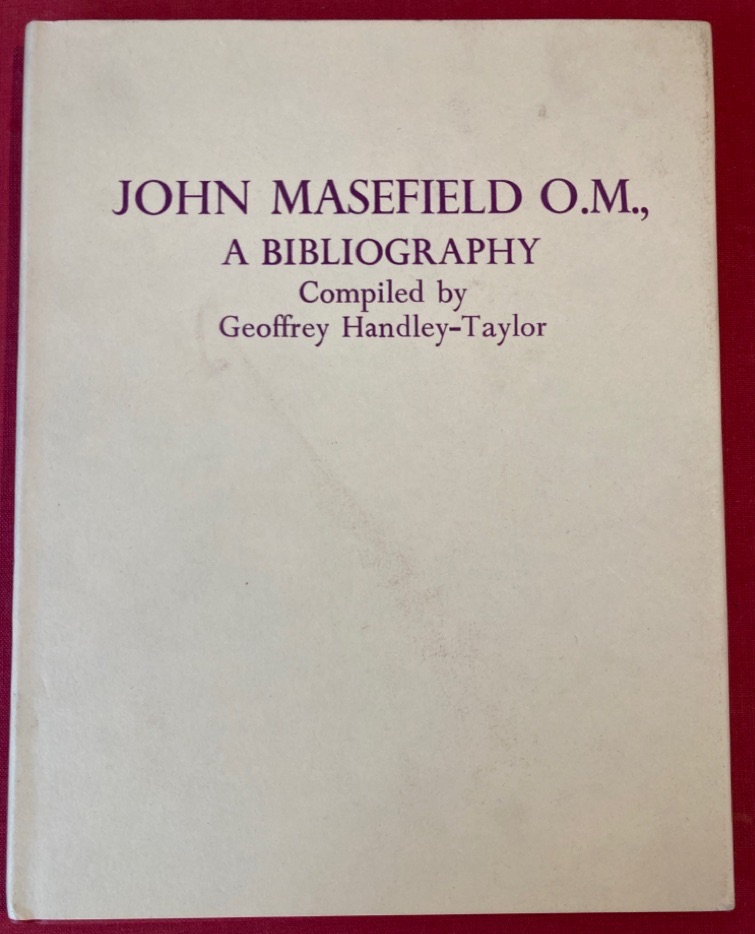 JOHN MASEFIELD O.M.,
A BIBLIOGRAPHY
Compiled by
Geoffrey Handley-Taylor